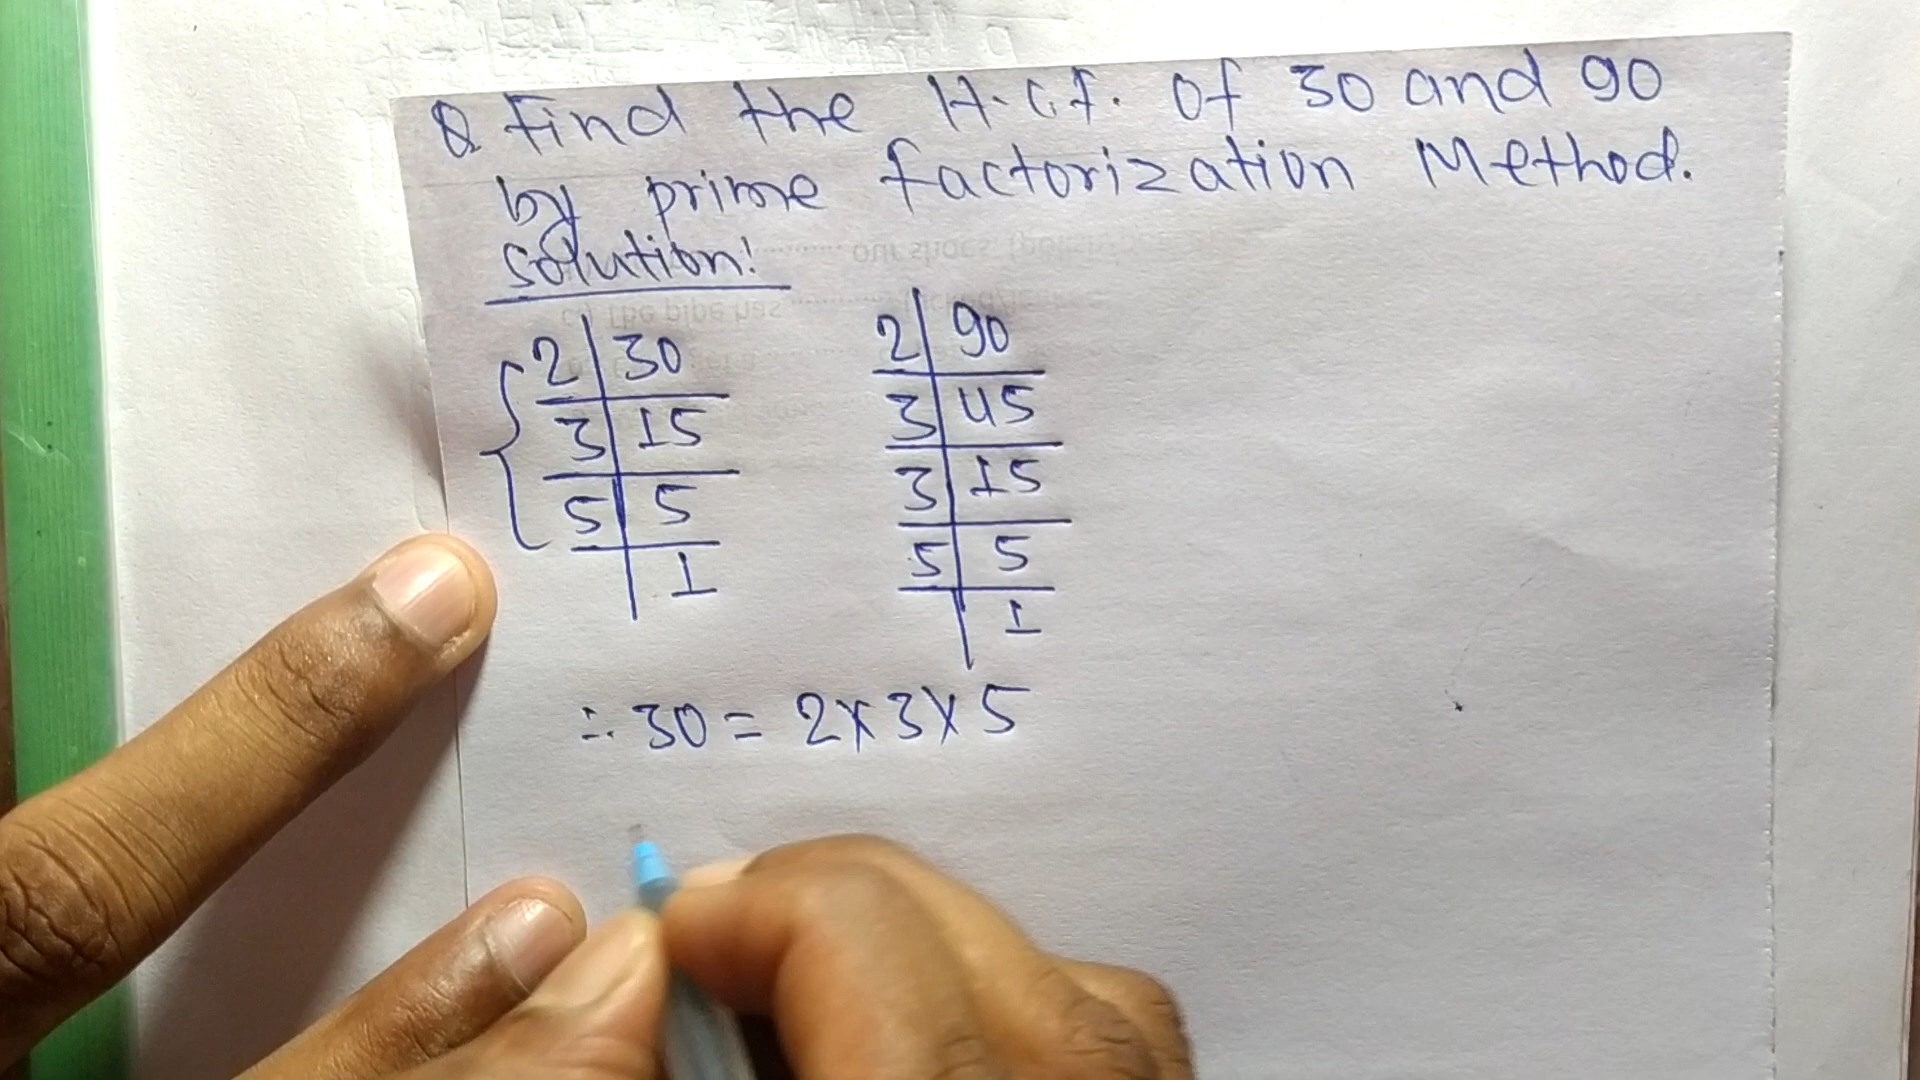 Q Find the H.C.F. of 30 and 90
by prime factorization Method.
Solution:
2 30
3 15
5 5
1
2 90
3 45
3 15
5 5
1
∴ 30 = 2 × 3 × 5